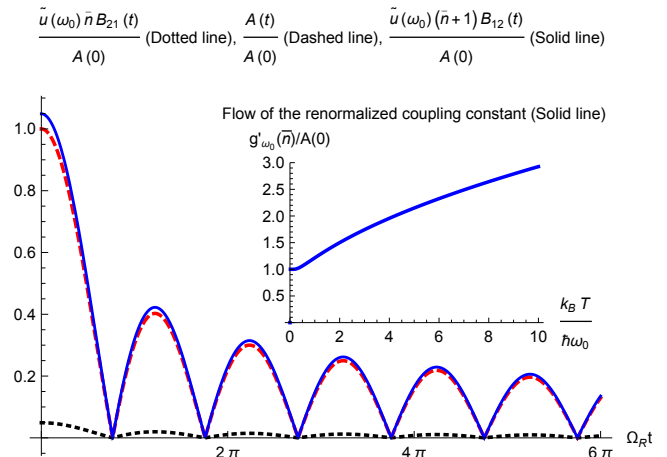 ũ(ω₀) n̄ B₂₁(t) / A(0) (Dotted line), A(t) / A(0) (Dashed line), ũ(ω₀)(n̄+1) B₁₂(t) / A(0) (Solid line)
Flow of the renormalized coupling constant (Solid line)
g'ω₀(n̄)/A(0)
3.0
2.5
2.0
1.5
1.0
0.5
0 2 4 6 8 10
k_B T / ħω₀
1.0
0.8
0.6
0.4
0.2
2 π 4 π 6 π
Ω_R t